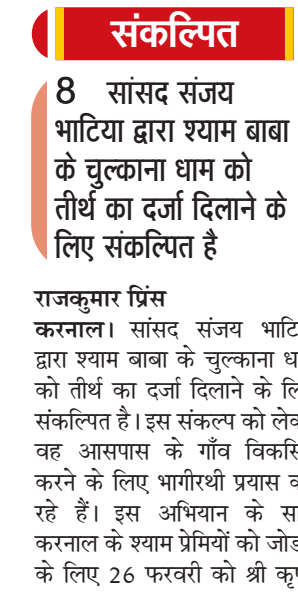 संकल्पित
8 सांसद संजय
भाटिया द्वारा श्याम बाबा
के चुल्काना धाम को
तीर्थ का दर्जा दिलाने के
लिए संकल्पित है
राजकुमार प्रिंस
करनाल। सांसद संजय
द्वारा श्याम बाबा के चुल्काना
को तीर्थ का दर्जा दिलाने के
संकल्पित है। इस संकल्प को
वह आसपास के गाँव
करने के लिए भागीरथी प्रयास
रहे हैं। इस अभियान के
करनाल के श्याम प्रेमियों को
के लिए 26 फरवरी को श्री